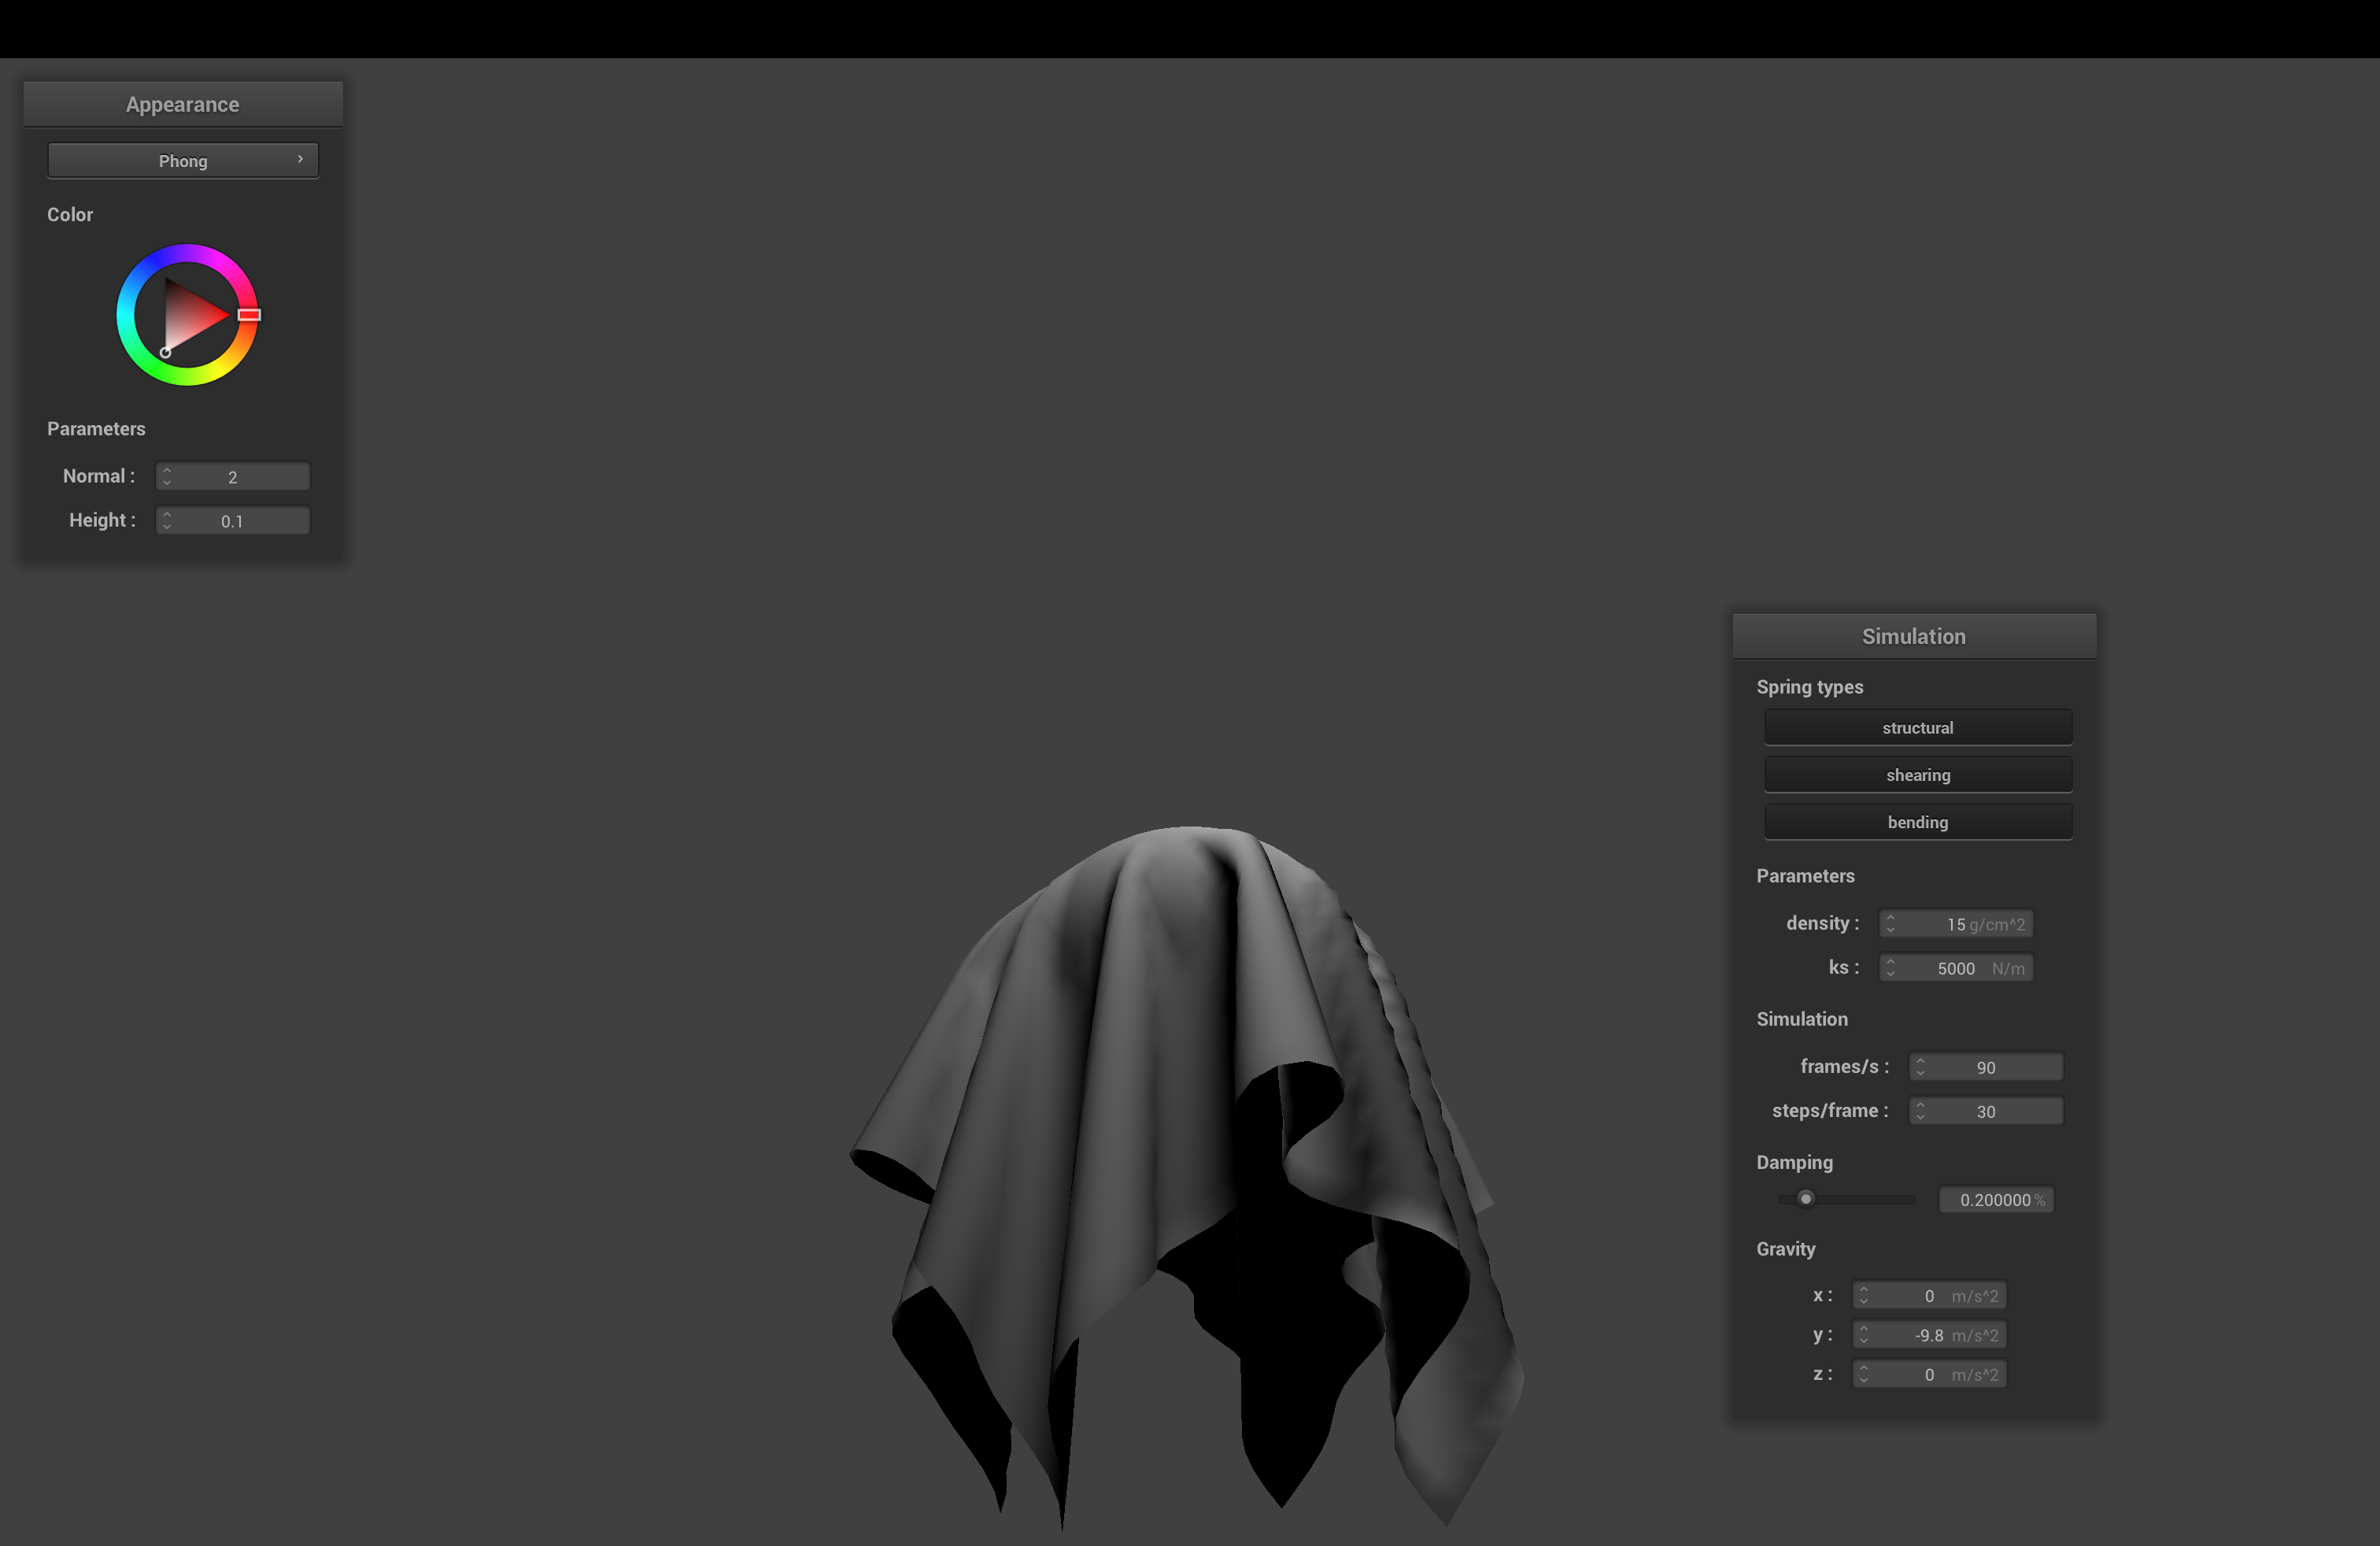 Appearance
Phong
Color
Parameters
Normal : 2
Height : 0.1
Simulation
Spring types
structural
shearing
bending
Parameters
density : 15 g/cm^2
ks : 5000 N/m
Simulation
frames/s : 90
steps/frame : 30
Damping
0.200000 %
Gravity
x : 0 m/s^2
y : -9.8 m/s^2
z : 0 m/s^2